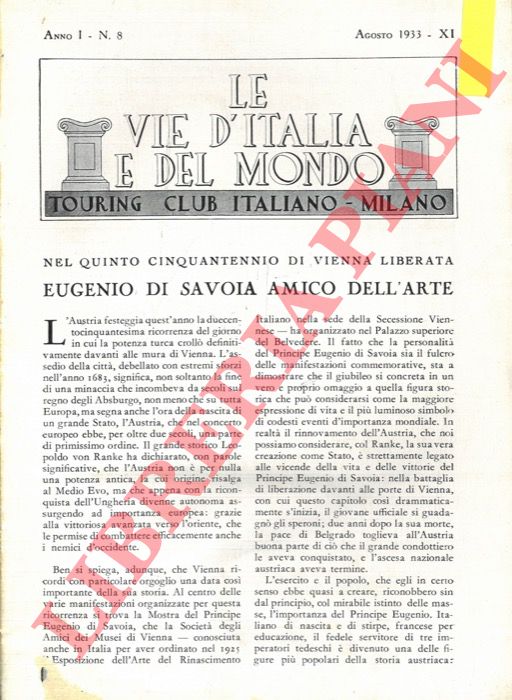 ANNO I - N. 8
AGOSTO 1933 - XI
LE
VIE D'ITALIA
E DEL MONDO
TOURING CLUB ITALIANO - MILANO
NEL QUINTO CINQUANTENNIO DI VIENNA LIBERATA
EUGENIO DI SAVOIA AMICO DELL'ARTE
L'Austria festeggia quest'anno la duecen-
tocinquantesima ricorrenza del giorno
in cui la potenza turca crollò definiti-
vamente davanti alle mura di Vienna. L'as-
sedio della città, debellato con estremi sforzi
nell'anno 1683, significa, non soltanto la fine
di una minaccia che incombeva da secoli sul
regno degli Absburgo, non meno che su tutta
Europa, ma segna anche l'ora della nascita di
un grande Stato, l'Austria, che nel concerto
europeo ebbe, per oltre due secoli, una parte
di primissimo ordine. Il grande storico Leo-
poldo von Ranke ha dichiarato, con parole
significative, che l'Austria non è per nulla
una potenza antica, la cui origine risalga
al Medio Evo, ma che appena con la ricon-
quista dell'Ungheria divenne autonoma as-
surgendo ad importanza europea: grazie
alla vittoriosa avanzata verso l'oriente, che
le permise di combattere efficacemente anche
i nemici d'occidente.
Ben si spiega, adunque, che Vienna ri-
cordi con particolare orgoglio una data così
importante della sua storia. Al centro delle
varie manifestazioni organizzate per questa
ricorrenza si trova la Mostra del Principe
Eugenio di Savoia, che la Società degli
Amici dei Musei di Vienna — conosciuta
anche in Italia per aver ordinato nel 1925
l'Esposizione dell'Arte del Rinascimento
Italiano nella sede della Secessione Vien-
nese — ha organizzato nel Palazzo superiore
del Belvedere. Il fatto che la personalità
del Principe Eugenio di Savoia sia il fulcro
delle manifestazioni commemorative, sta a
dimostrare che il giubileo si concreta in un
vero e proprio omaggio a quella figura sto-
rica che può considerarsi come la maggiore
espressione di vita e il più luminoso simbolo
di codesti eventi d'importanza mondiale. In
realtà il rinnovamento dell'Austria, che noi
possiamo considerare, col Ranke, la sua vera
creazione come Stato, è strettamente legato
alle vicende della vita e delle vittorie del
Principe Eugenio di Savoia: nella battaglia
di liberazione davanti alle porte di Vienna,
con cui questo capitolo così drammatica-
mente s'inizia, il giovane ufficiale si guada-
gnò gli speroni; due anni dopo la sua morte,
la pace di Belgrado toglieva all'Austria
buona parte di ciò che il grande condottiero
le aveva conquistato, e l'ascesa nazionale
austriaca aveva termine.
L'esercito e il popolo, che egli in certo
senso ebbe quasi a creare, riconobbero sin
dal principio, col mirabile istinto delle mas-
se, l'importanza del Principe Eugenio. Ita-
liano di nascita e di stirpe, francese per
educazione, il fedele servitore di tre im-
peratori tedeschi è divenuto una delle fi-
gure più popolari della storia austriaca:
LIBRERIA PIANI